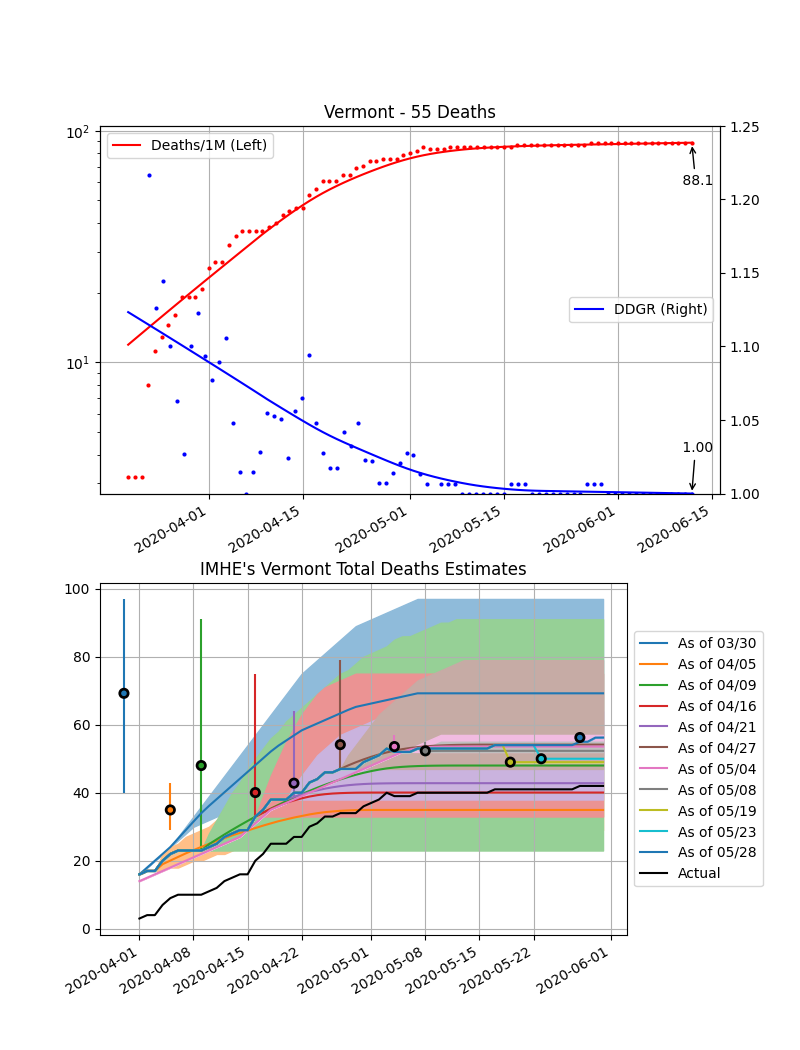 Vermont - 55 Deaths
10²
10¹
Deaths/1M (Left)
DDGR (Right)
88.1
1.00
1.25
1.20
1.15
1.10
1.05
1.00
2020-04-01
2020-04-15
2020-05-01
2020-05-15
2020-06-01
2020-06-15
IMHE's Vermont Total Deaths Estimates
100
80
60
40
20
0
2020-04-01
2020-04-08
2020-04-15
2020-04-22
2020-05-01
2020-05-08
2020-05-15
2020-05-22
2020-06-01
As of 03/30
As of 04/05
As of 04/09
As of 04/16
As of 04/21
As of 04/27
As of 05/04
As of 05/08
As of 05/19
As of 05/23
As of 05/28
Actual